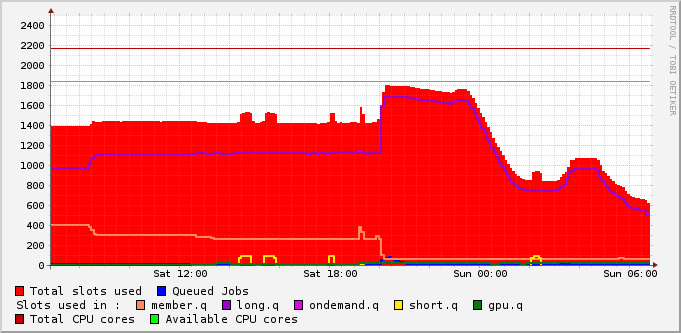 RRDTOOL / TOBI OETIKER
2400
2200
2000
1800
1600
1400
1200
1000
800
600
400
200
0
Sat 12:00 Sat 18:00 Sun 00:00 Sun 06:00
Total slots used Queued Jobs
Slots used in : member.q long.q ondemand.q short.q gpu.q
Total CPU cores Available CPU cores